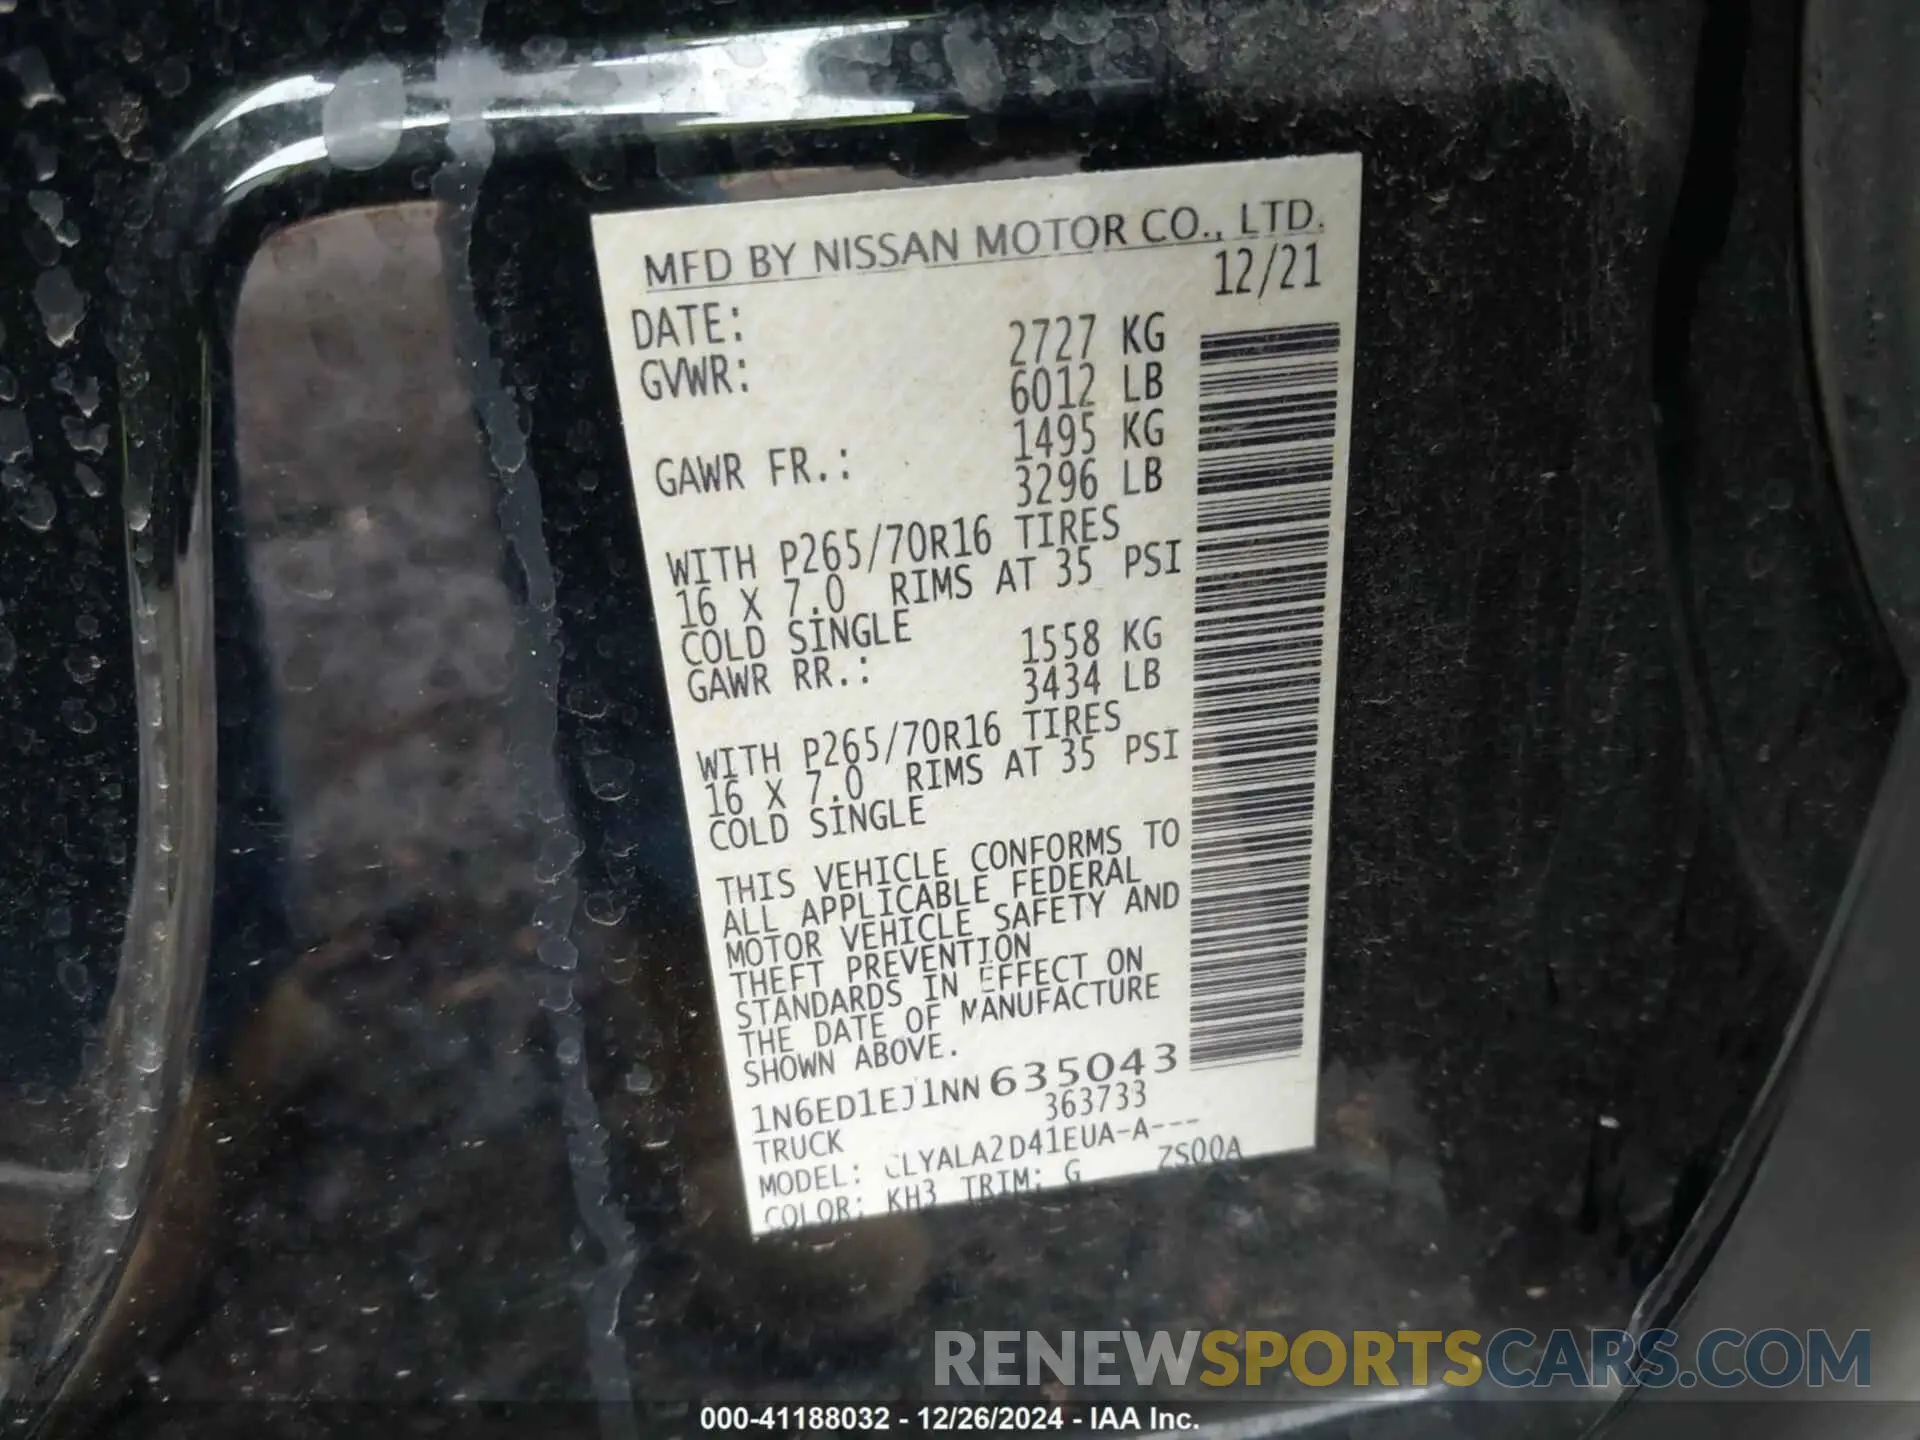 MFD BY NISSAN MOTOR CO., LTD.
DATE: 12/21
GVWR: 2727 KG
6012 LB
GAWR FR.: 1495 KG
3296 LB
WITH P265/70R16 TIRES
16 X 7.0 RIMS AT 35 PSI
COLD SINGLE
GAWR RR.: 1558 KG
3434 LB
WITH P265/70R16 TIRES
16 X 7.0 RIMS AT 35 PSI
COLD SINGLE
THIS VEHICLE CONFORMS TO
ALL APPLICABLE FEDERAL
MOTOR VEHICLE SAFETY AND
THEFT PREVENTION
STANDARDS IN EFFECT ON
THE DATE OF MANUFACTURE
SHOWN ABOVE.
1N6ED1EJ1NN635043
TRUCK 363733
MODEL: CLYALA2D41EUA-A---
COLOR: KH3 TRIM: G ZS00A
RENEWSPORTSCARS.COM
000-41188032 - 12/26/2024 - IAA Inc.